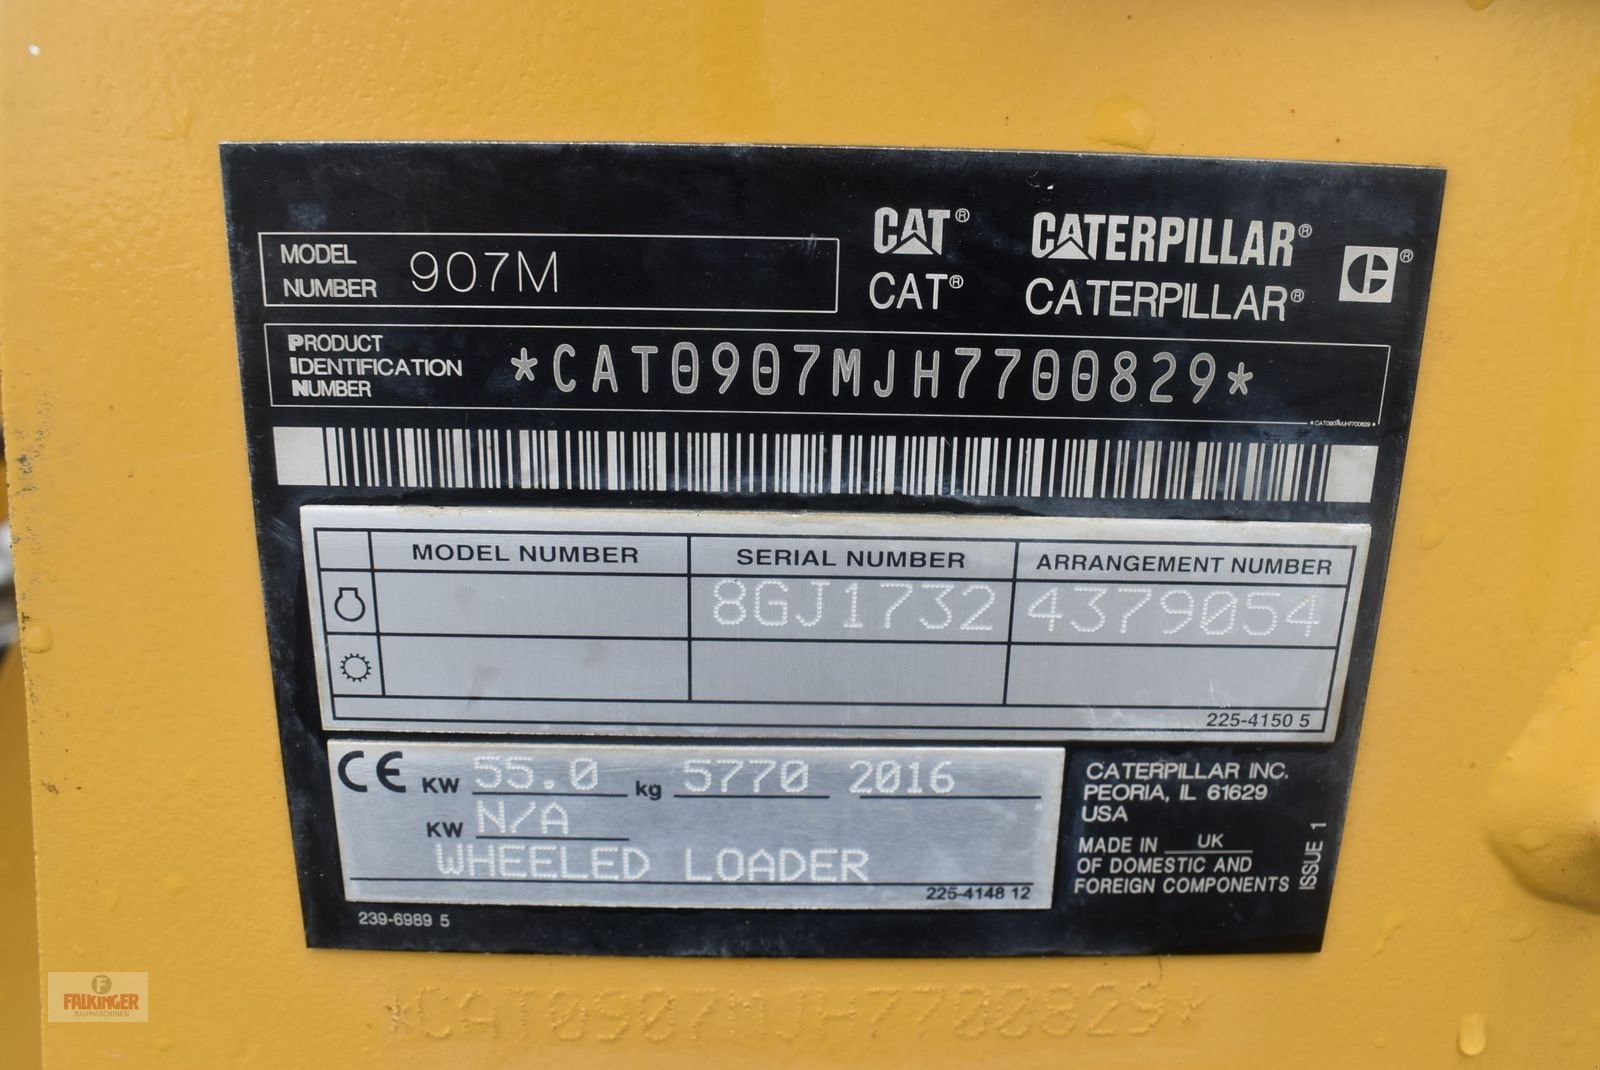 CAT® CATERPILLAR®
CAT® CATERPILLAR® ®
MODEL NUMBER 907M
PRODUCT IDENTIFICATION NUMBER *CAT0907MJH7700829*
*CAT0907MJH7700829*
MODEL NUMBER SERIAL NUMBER ARRANGEMENT NUMBER
8GJ1732 4379054
225-4150 5
CE KW 55.0 kg 5770 2016
KW N/A
WHEELED LOADER
225-4148 12
239-6989 5
CATERPILLAR INC.
PEORIA, IL 61629
USA
MADE IN UK
OF DOMESTIC AND
FOREIGN COMPONENTS
ISSUE 1
*CAT0907MJH7700829*
F
FALKINGER
BAUMASCHINEN